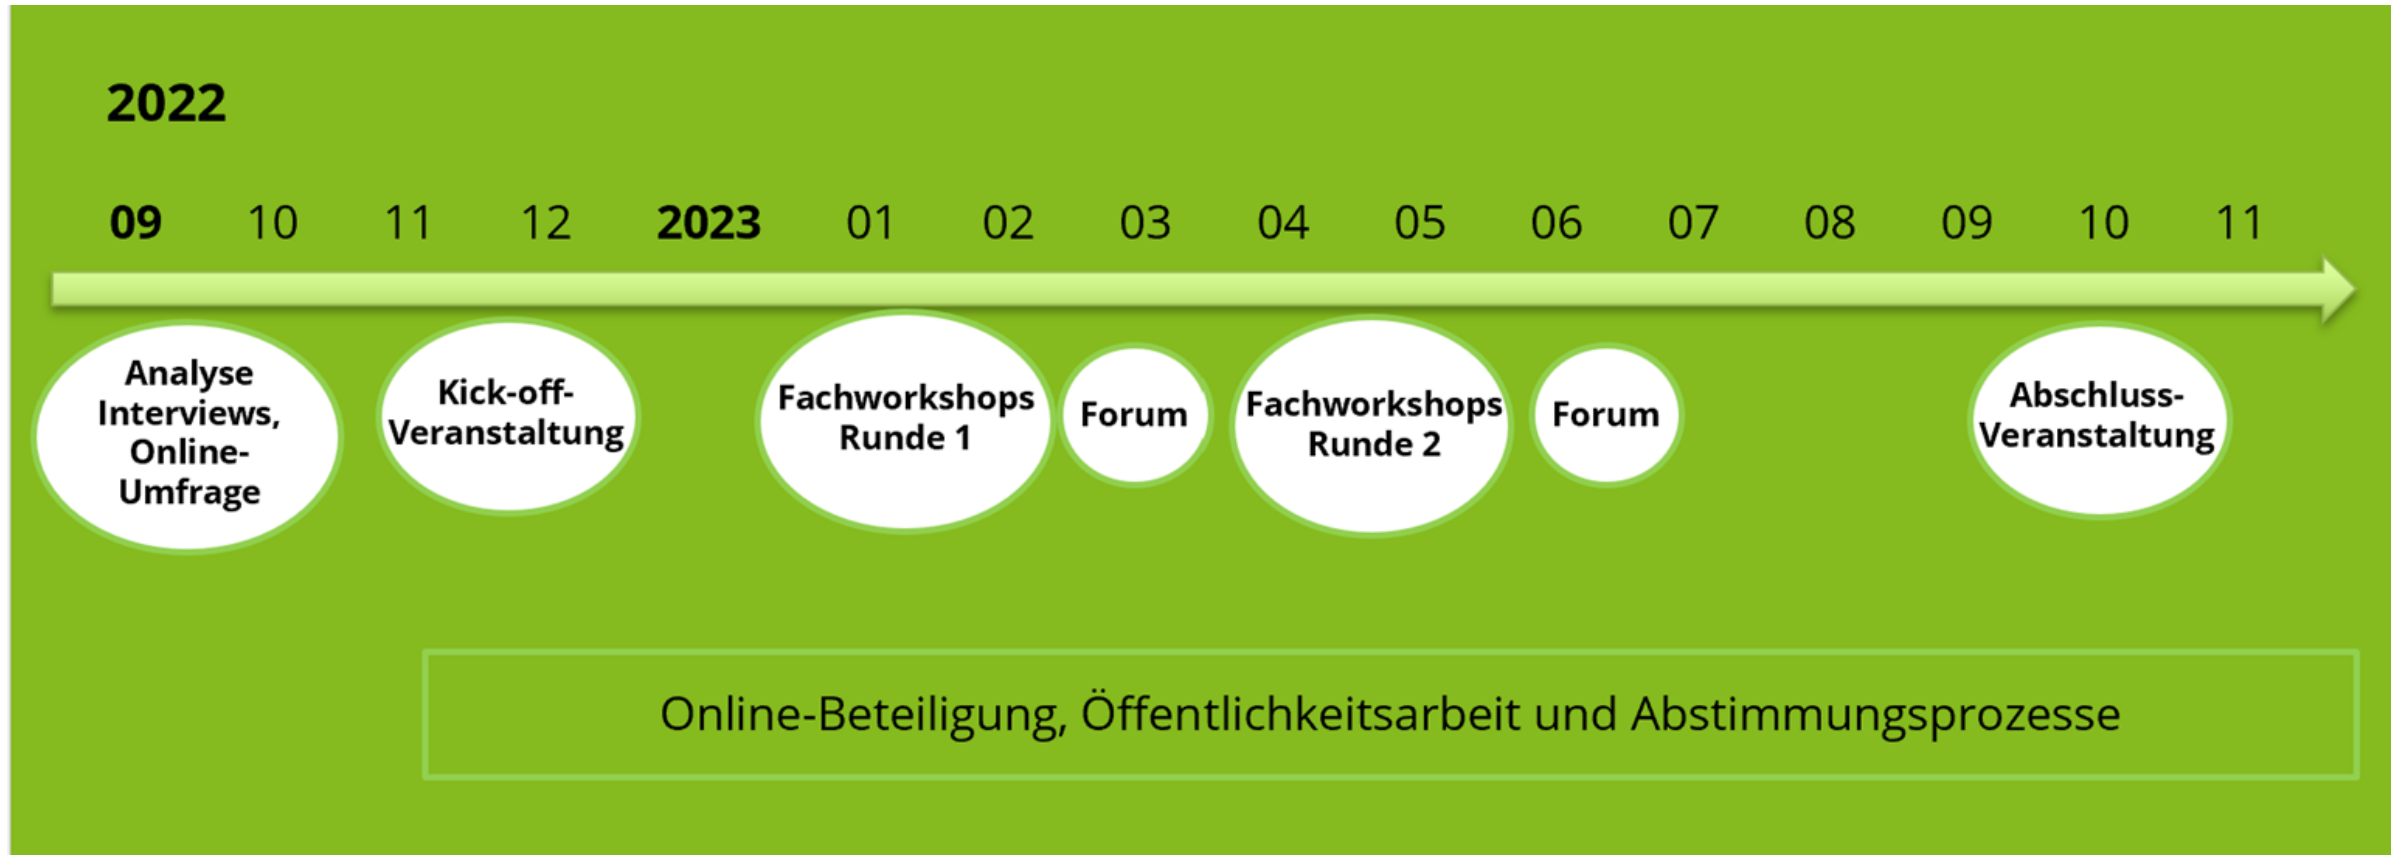 2022
09 10 11 12 2023 01 02 03 04 05 06 07 08 09 10 11
Analyse
Interviews,
Online-
Umfrage
Kick-off-
Veranstaltung
Fachworkshops
Runde 1
Forum
Fachworkshops
Runde 2
Forum
Abschluss-
Veranstaltung
Online-Beteiligung, Öffentlichkeitsarbeit und Abstimmungsprozesse